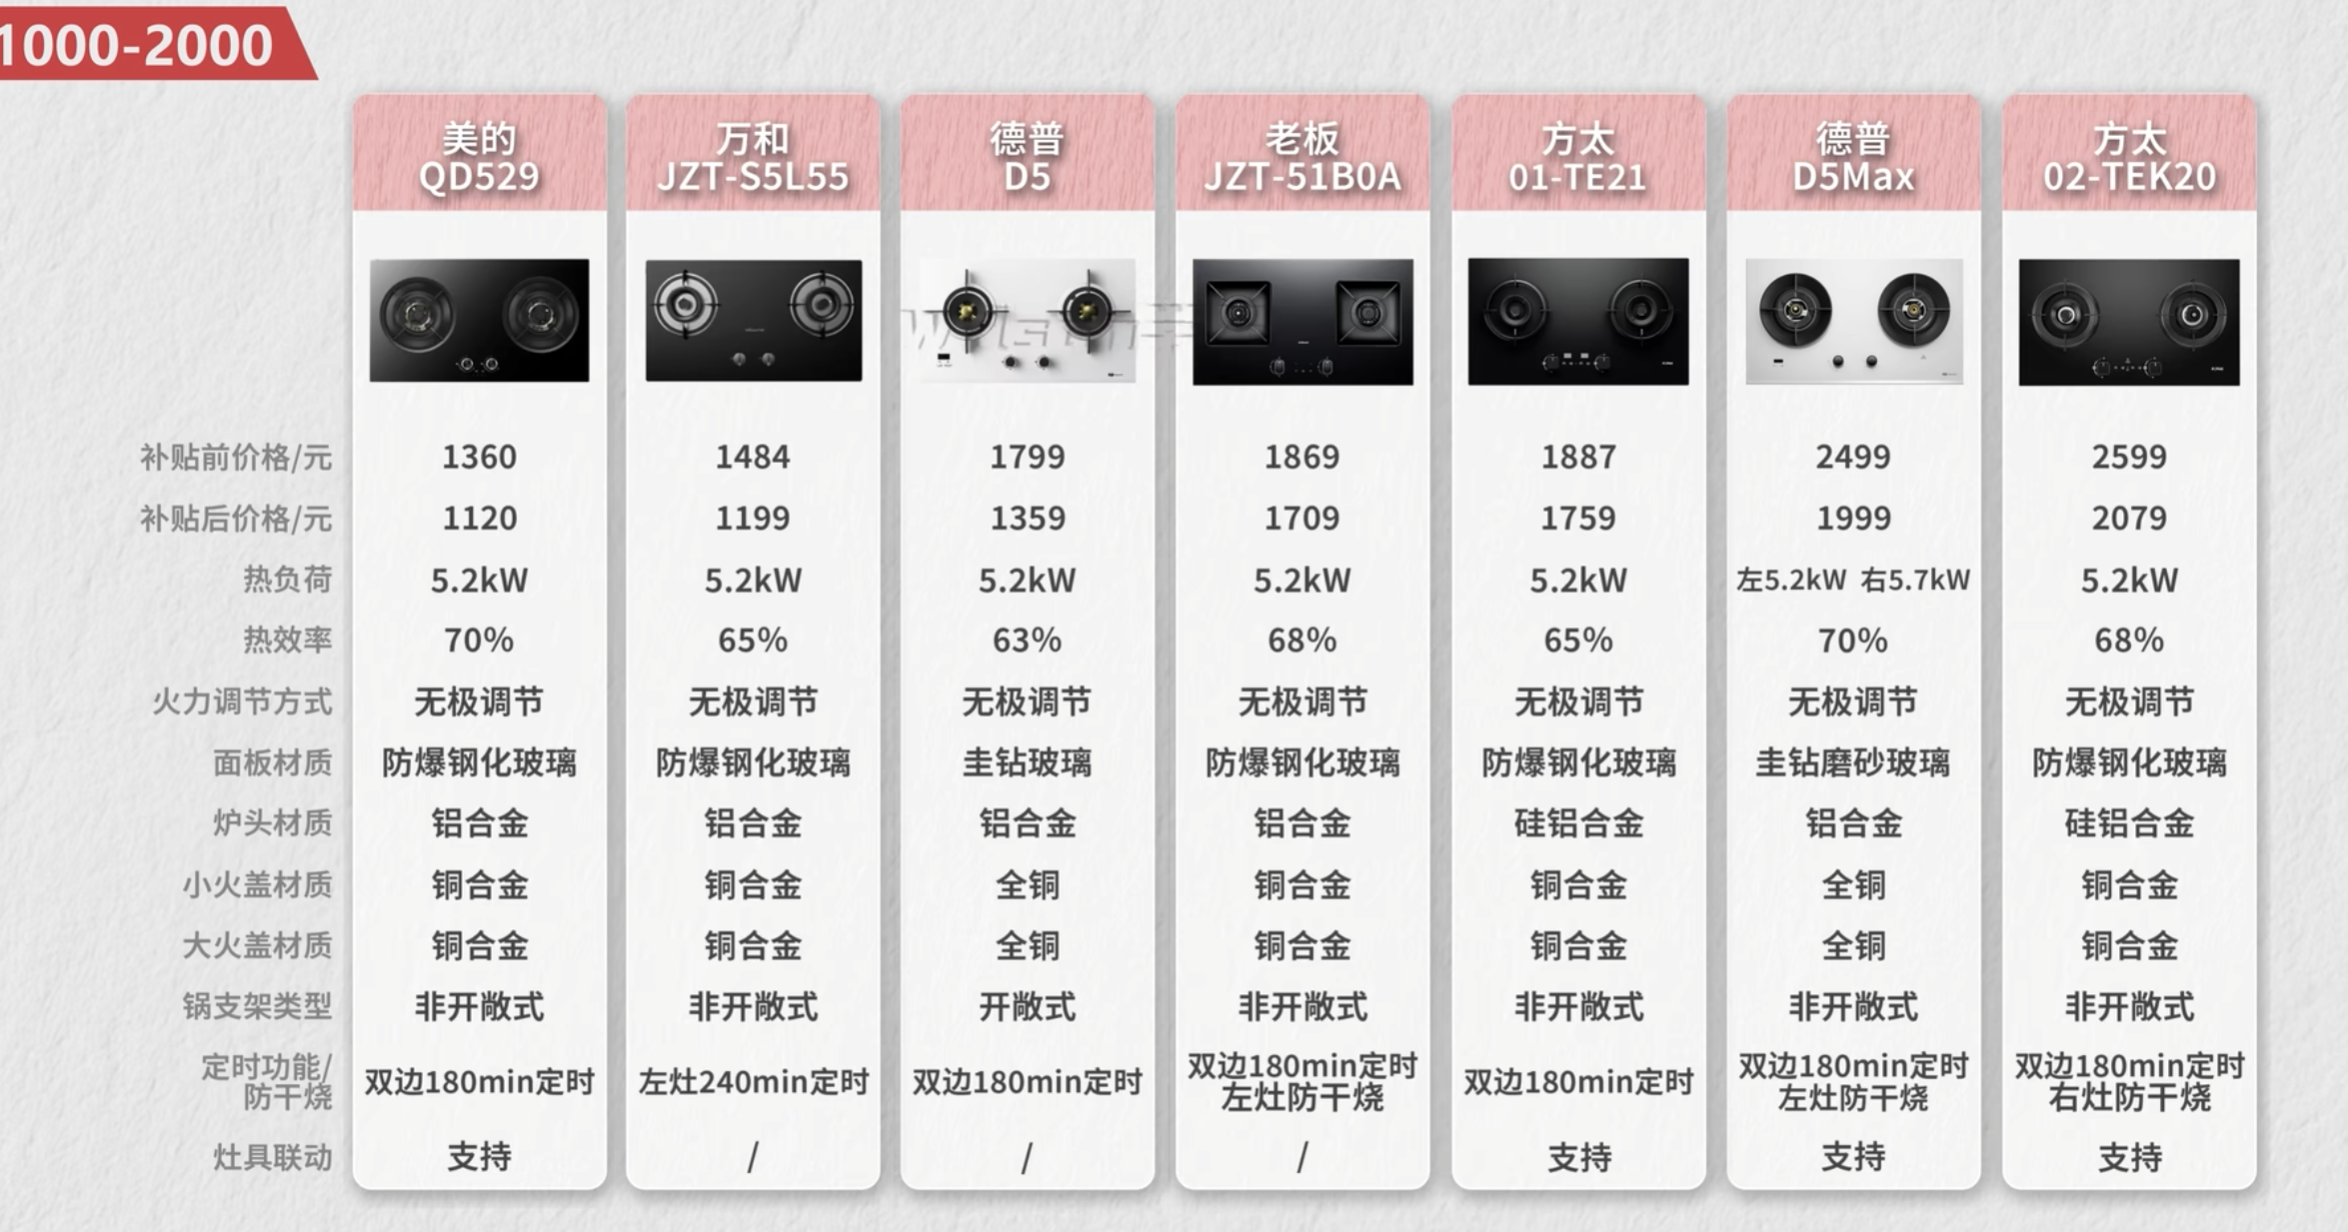 1000-2000
美的 万和 德普 老板 方太 德普 方太
QD529 JZT-S5L55 D5 JZT-51B0A 01-TE21 D5Max 02-TEK20
补贴前价格/元 1360 1484 1799 1869 1887 2499 2599
补贴后价格/元 1120 1199 1359 1709 1759 1999 2079
热负荷 5.2kW 5.2kW 5.2kW 5.2kW 5.2kW 左5.2kW 右5.7kW 5.2kW
热效率 70% 65% 63% 68% 65% 70% 68%
火力调节方式 无极调节 无极调节 无极调节 无极调节 无极调节 无极调节 无极调节
面板材质 防爆钢化玻璃 防爆钢化玻璃 圭钻玻璃 防爆钢化玻璃 防爆钢化玻璃 圭钻磨砂玻璃 防爆钢化玻璃
炉头材质 铝合金 铝合金 铝合金 铝合金 硅铝合金 铝合金 硅铝合金
小火盖材质 铜合金 铜合金 全铜 铜合金 铜合金 全铜 铜合金
大火盖材质 铜合金 铜合金 全铜 铜合金 铜合金 全铜 铜合金
锅支架类型 非开敞式 非开敞式 开敞式 非开敞式 非开敞式 非开敞式 非开敞式
定时功能/ 双边180min定时 左灶240min定时 双边180min定时 双边180min定时 双边180min定时 双边180min定时 双边180min定时
防干烧 左灶防干烧 左灶防干烧 右灶防干烧
灶具联动 支持 / / / 支持 支持 支持